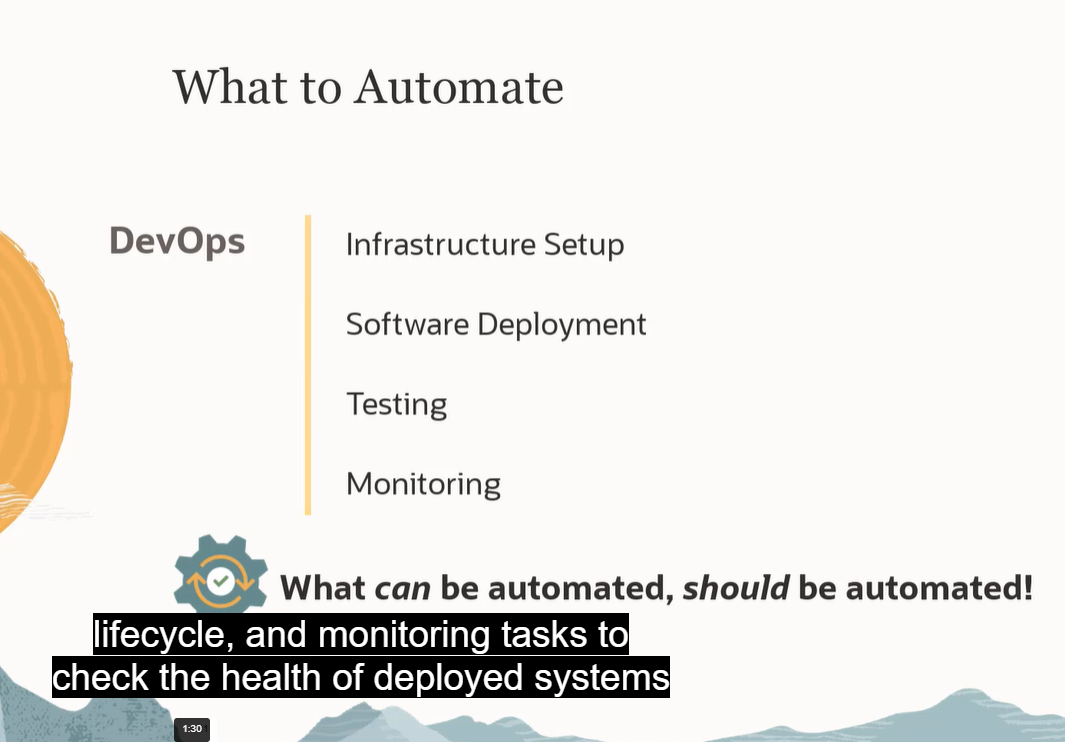 What to Automate
DevOps
Infrastructure Setup
Software Deployment
Testing
Monitoring
What can be automated, should be automated!
lifecycle, and monitoring tasks to
check the health of deployed systems
1:30